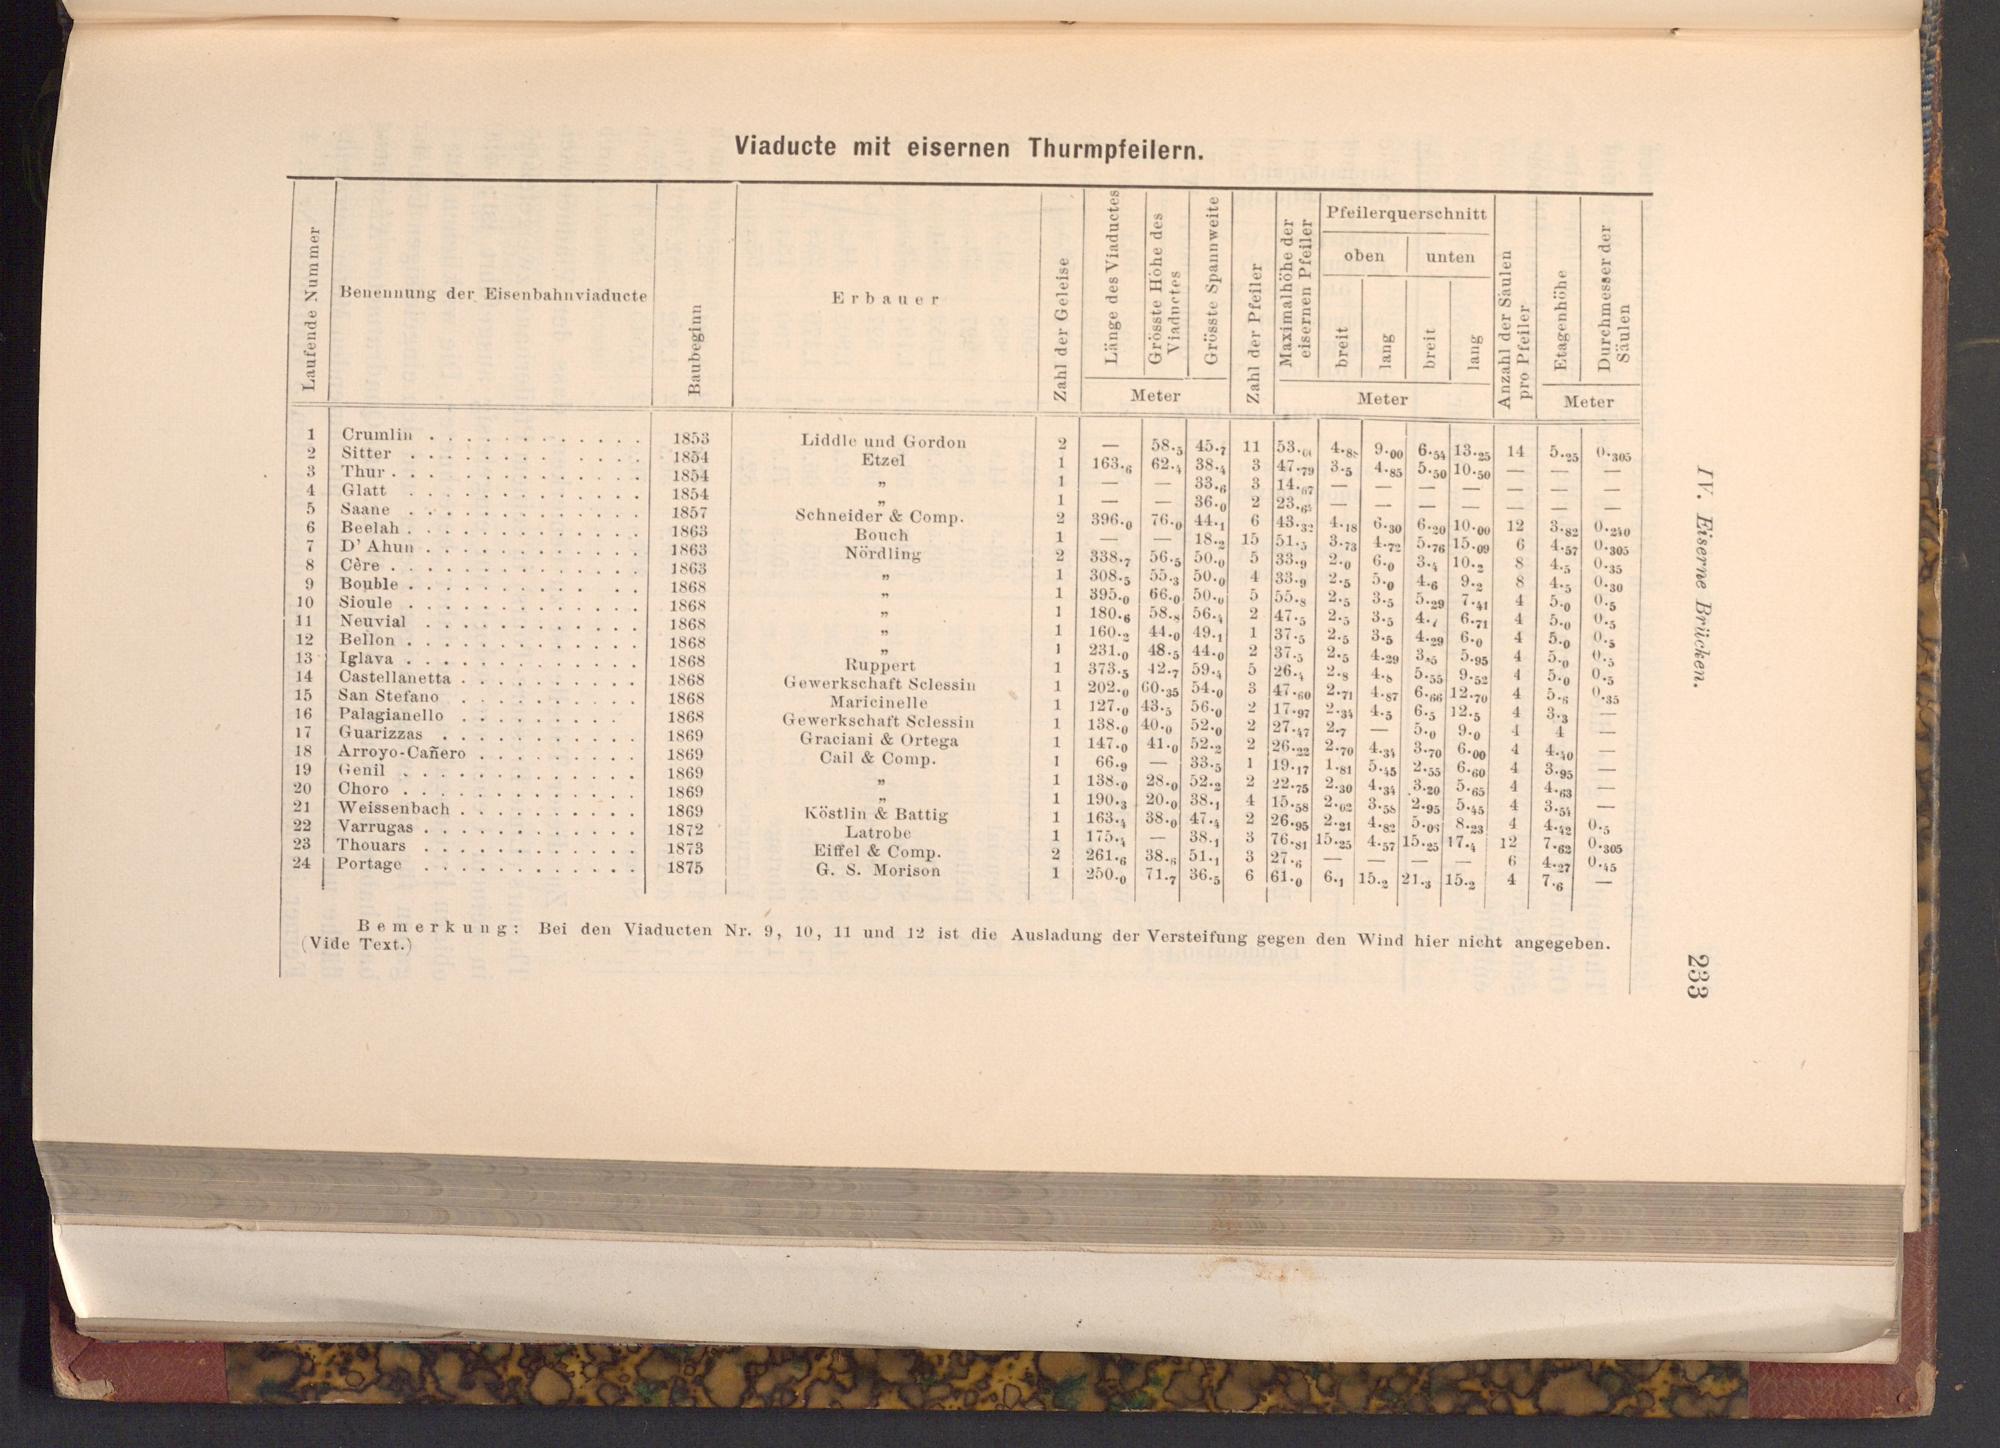 Viaducte mit eisernen Thurmpfeilern.
Laufende Nummer | Benennung der Eisenbahnviaducte | Baubeginn | Erbauer | Zahl der Geleise | Länge des Viaductes | Grösste Höhe des Viaductes | Grösste Spannweite | Zahl der Pfeiler | Maximalhöhe der eisernen Pfeiler | Pfeilerquerschnitt | Anzahl der Säulen pro Pfeiler | Etagenhöhe | Durchmesser der Säulen
oben | unten
breit | lang | breit | lang
Meter | Meter | Meter
1 Crumlin 1853 Liddle und Gordon 2 — 58.5 45.7 11 53. 4.8 9.00 6.54 13.25 14 5.25 0.305
2 Sitter 1854 Etzel 1 163.6 62.4 38.4 3 47.79 3.5 4.85 5.50 10.50 — — —
3 Thur 1854 „ 1 — — 33.6 3 14.67 — — — — — — —
4 Glatt 1854 „ 1 — — 36.0 2 23.64 — — — — — — —
5 Saane 1857 Schneider & Comp. 2 396.0 76.0 44.1 6 43.32 4.18 6.30 6.20 10.00 12 3.82 0.240
6 Beelah 1863 Bouch 1 — — 18.2 15 51.5 3.73 4.72 5.76 15.09 6 4.57 0.305
7 D'Ahun 1863 Nördling 2 338.7 56.5 50.0 5 33.9 2.0 6.0 3.4 10.2 8 4.5 0.35
8 Cère 1863 „ 1 308.5 55.3 50.0 4 33.9 2.5 5.0 4.6 9.2 8 4.5 0.30
9 Bouble 1868 „ 1 395.0 66.0 50.0 5 55.8 2.5 3.5 5.29 7.41 4 5.0 0.5
10 Sioule 1868 „ 1 180.6 58.8 56.4 2 47.5 2.5 3.5 4.7 6.71 4 5.0 0.5
11 Neuvial 1868 „ 1 160.2 44.0 49.1 1 37.5 2.5 3.5 4.29 6.0 4 5.0 0.5
12 Bellon 1868 „ 1 231.0 48.5 44.0 2 37.5 2.5 4.29 3.5 5.95 4 5.0 0.5
13 Iglava 1868 Ruppert 1 373.5 42.7 59.4 5 26.4 2.8 4.8 5.55 9.52 4 5.0 0.5
14 Castellanetta 1868 Gewerkschaft Sclessin 1 202.0 60.35 54.0 3 47.60 2.71 4.87 6.66 12.70 4 5.6 0.35
15 San Stefano 1868 Maricinelle 1 127.0 43.5 56.0 2 17.97 2.34 4.5 6.5 12.5 4 3.3 —
16 Palagianello 1868 Gewerkschaft Sclessin 1 138.0 40.0 52.0 2 27.47 2.7 — 5.0 9.0 4 4 —
17 Guarizzas 1869 Graciani & Ortega 1 147.0 41.0 52.2 2 26.22 2.70 4.34 3.70 6.00 4 4.40 —
18 Arroyo-Cañero 1869 Cail & Comp. 1 66.9 — 33.5 1 19.17 1.81 5.45 2.55 6.60 4 3.95 —
19 Genil 1869 „ 1 138.0 28.0 52.2 2 22.75 2.30 4.34 3.20 5.65 4 4.63 —
20 Choro 1869 „ 1 190.3 20.0 38.1 4 15.58 2.02 3.58 2.95 5.45 4 3.54 —
21 Weissenbach 1869 Köstlin & Battig 1 163.4 38.0 47.4 2 26.95 2.21 4.82 5.03 8.23 4 4.42 0.5
22 Varrugas 1872 Latrobe 1 175.4 — 38.1 3 76.81 15.25 4.57 15.25 17.4 12 7.62 0.305
23 Thouars 1873 Eiffel & Comp. 2 261.6 38.6 51.1 3 27.6 — — — — 6 4.27 0.45
24 Portage 1875 G. S. Morison 1 250.0 71.7 36.5 6 61.0 6.1 15.2 21.3 15.2 4 7.6 —
Bemerkung: Bei den Viaducten Nr. 9, 10, 11 und 12 ist die Ausladung der Versteifung gegen den Wind hier nicht angegeben.
(Vide Text.)
IV. Eiserne Brücken.
233